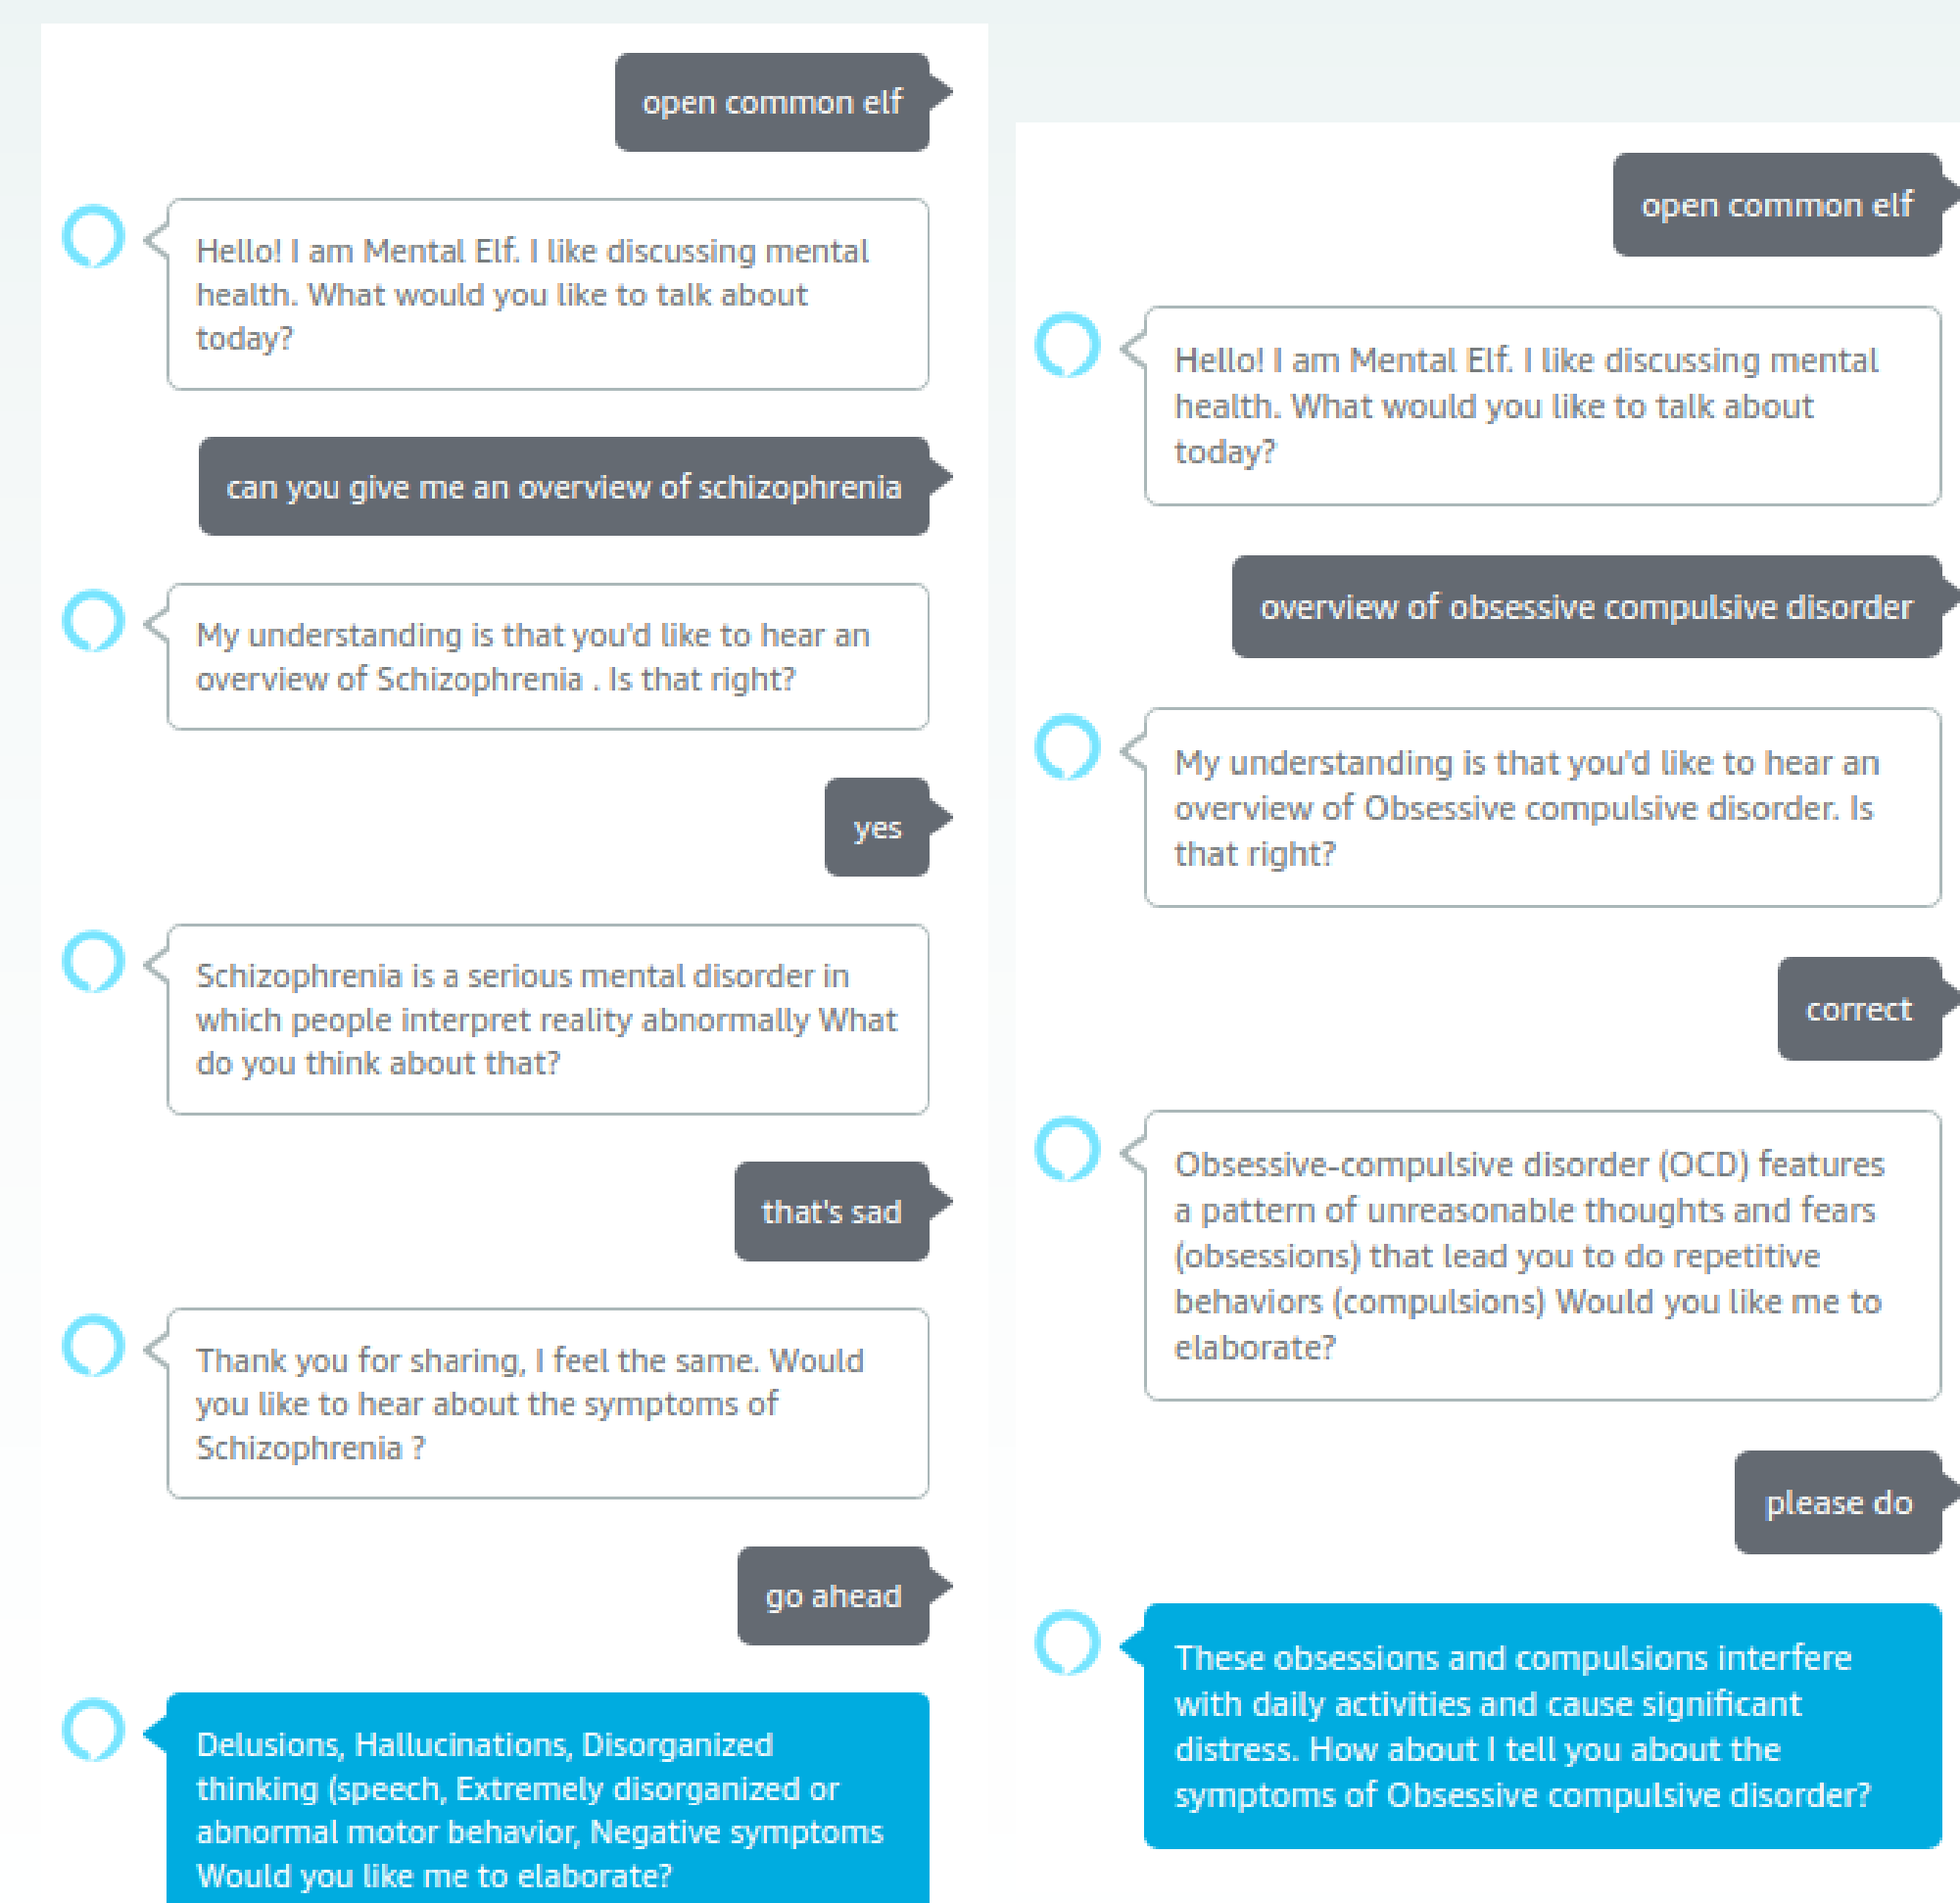 open common elf
Hello! I am Mental Elf. I like discussing mental
health. What would you like to talk about
today?
can you give me an overview of schizophrenia
My understanding is that you'd like to hear an
overview of Schizophrenia . Is that right?
yes
Schizophrenia is a serious mental disorder in
which people interpret reality abnormally What
do you think about that?
that's sad
Thank you for sharing, I feel the same. Would
you like to hear about the symptoms of
Schizophrenia ?
go ahead
Delusions, Hallucinations, Disorganized
thinking (speech, Extremely disorganized or
abnormal motor behavior, Negative symptoms
Would you like me to elaborate?
open common elf
Hello! I am Mental Elf. I like discussing mental
health. What would you like to talk about
today?
overview of obsessive compulsive disorder
My understanding is that you'd like to hear an
overview of Obsessive compulsive disorder. Is
that right?
correct
Obsessive-compulsive disorder (OCD) features
a pattern of unreasonable thoughts and fears
(obsessions) that lead you to do repetitive
behaviors (compulsions) Would you like me to
elaborate?
please do
These obsessions and compulsions interfere
with daily activities and cause significant
distress. How about I tell you about the
symptoms of Obsessive compulsive disorder?